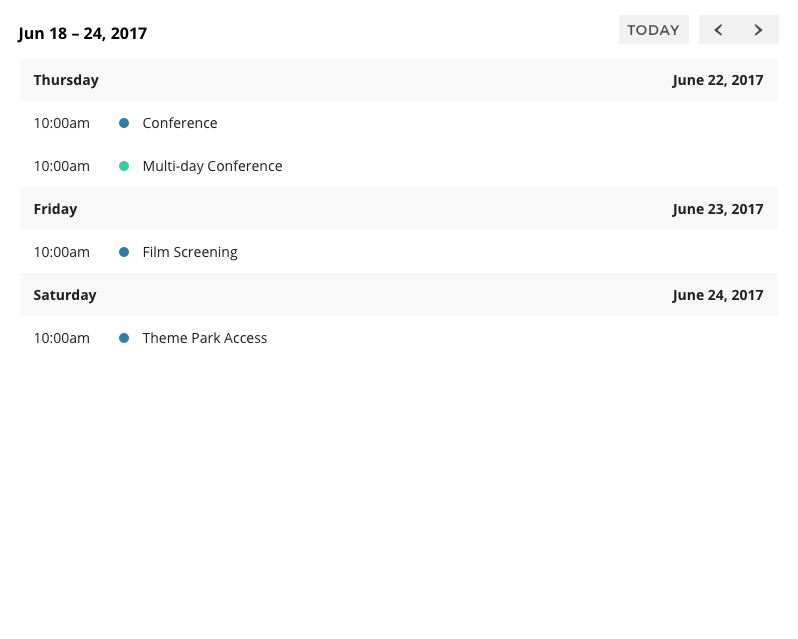 Jun 18 – 24, 2017 TODAY
Thursday June 22, 2017
10:00am Conference
10:00am Multi-day Conference
Friday June 23, 2017
10:00am Film Screening
Saturday June 24, 2017
10:00am Theme Park Access